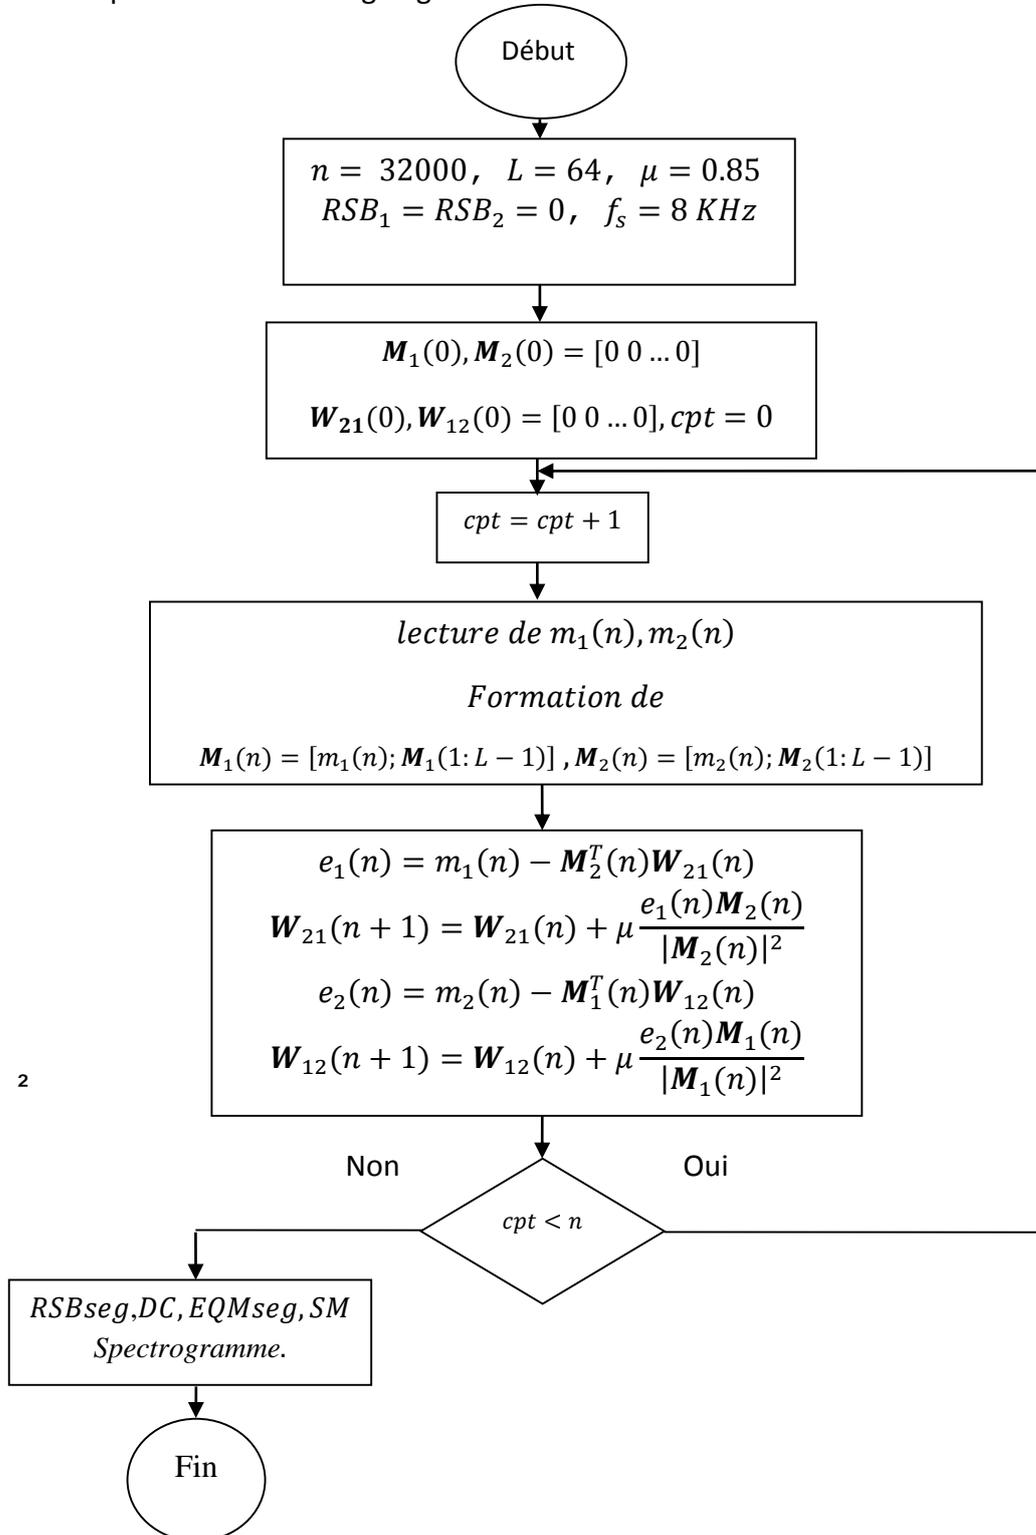 Début
n = 32000, L = 64, μ = 0.85
RSB₁ = RSB₂ = 0, fₛ = 8 KHz
M₁(0), M₂(0) = [0 0 … 0]
W₂₁(0), W₁₂(0) = [0 0 … 0], cpt = 0
cpt = cpt + 1
lecture de m₁(n), m₂(n)
Formation de
M₁(n) = [m₁(n); M₁(1: L − 1)] , M₂(n) = [m₂(n); M₂(1: L − 1)]
e₁(n) = m₁(n) − M₂ᵀ(n)W₂₁(n)
W₂₁(n + 1) = W₂₁(n) + μ e₁(n)M₂(n) / |M₂(n)|²
e₂(n) = m₂(n) − M₁ᵀ(n)W₁₂(n)
W₁₂(n + 1) = W₁₂(n) + μ e₂(n)M₁(n) / |M₁(n)|²
2
Non
Oui
cpt < n
RSBseg,DC, EQMseg, SM
Spectrogramme.
Fin